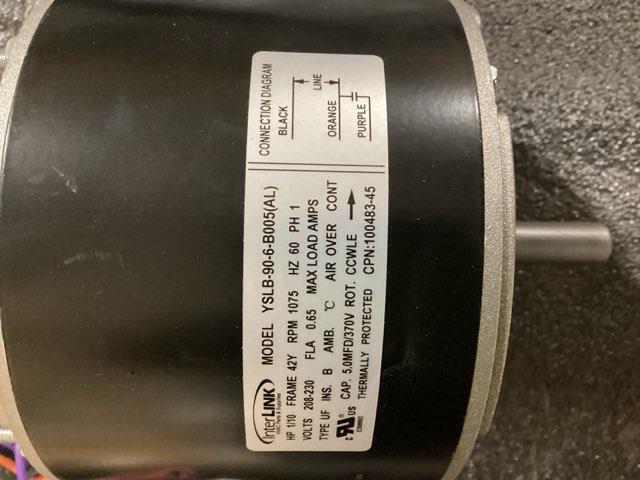 CONNECTION DIAGRAM
BLACK
LINE
ORANGE
PURPLE
InterLINK
MODEL YSLB-90-6-B005(AL)
HP 1/10 FRAME 42Y RPM 1075 HZ 60 PH 1
VOLTS 208-230 FLA 0.65 MAX LOAD AMPS
TYPE UF INS. B AMB. °C AIR OVER CONT
CAP. 5.0MFD/370V ROT. CCWLE
THERMALLY PROTECTED CPN:100483-45
c RU US